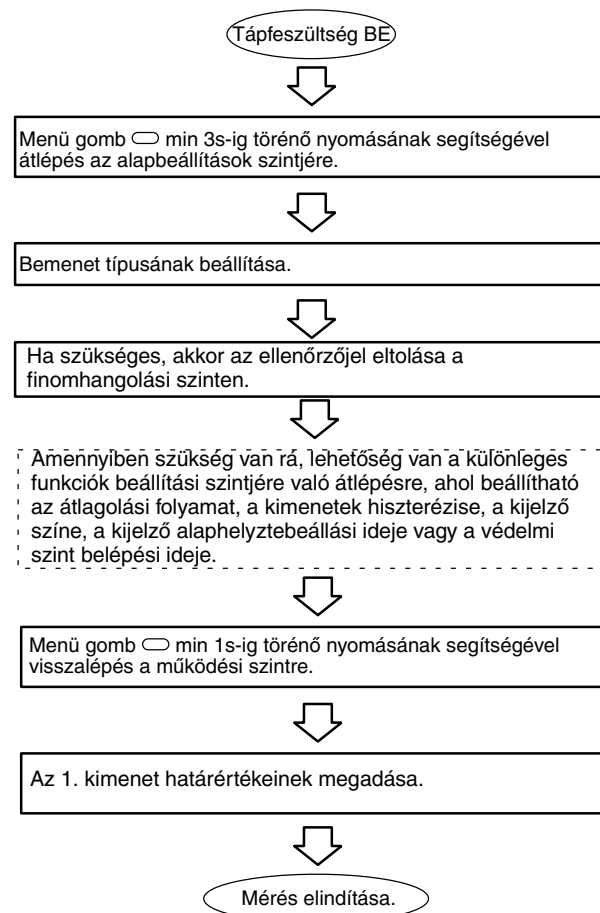 Tápfeszültség BE
Menü gomb min 3s-ig törénő nyomásának segítségével
átlépés az alapbeállítások szintjére.
Bemenet típusának beállítása.
Ha szükséges, akkor az ellenőrzőjel eltolása a
finomhangolási szinten.
Amennyiben szükség van rá, lehetőség van a különleges
funkciók beállítási szintjére való átlépésre, ahol beállítható
az átlagolási folyamat, a kimenetek hiszterézise, a kijelző
színe, a kijelző alaphelyztebeállási ideje vagy a védelmi
szint belépési ideje.
Menü gomb min 1s-ig törénő nyomásának segítségével
visszalépés a működési szintre.
Az 1. kimenet határértékeinek megadása.
Mérés elindítása.